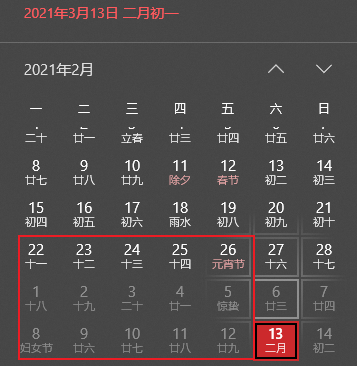 2021年3月13日 二月初一
2021年2月
一 二 三 四 五 六 日
二十 廿一 立春 廿三 廿四 廿五 廿六
8 9 10 11 12 13 14
廿七 廿八 廿九 除夕 春节 初二 初三
15 16 17 18 19 20 21
初四 初五 初六 雨水 初八 初九 初十
22 23 24 25 26 27 28
十一 十二 十三 十四 元宵节 十六 十七
1 2 3 4 5 6 7
十八 十九 二十 廿一 惊蛰 廿三 廿四
8 9 10 11 12 13 14
妇女节 廿六 廿七 廿八 廿九 二月 初二